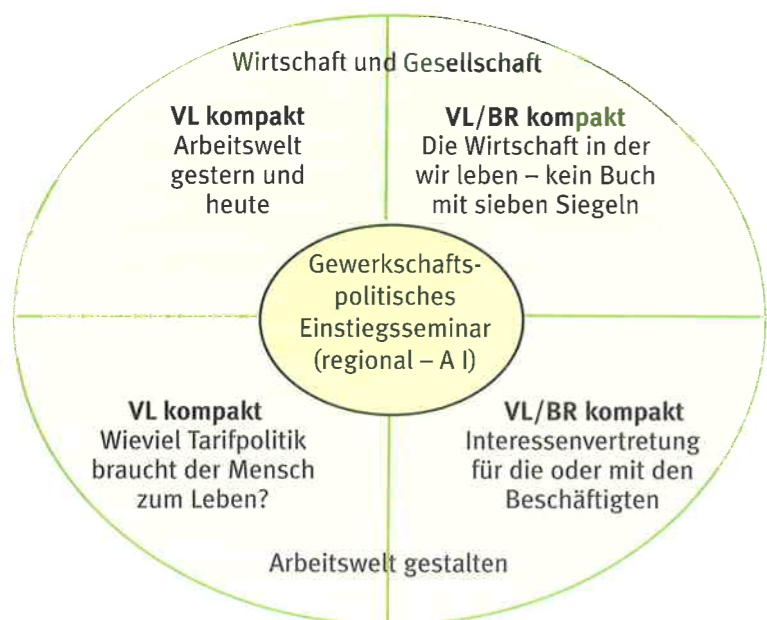 Wirtschaft und Gesellschaft
VL kompakt
Arbeitswelt
gestern und
heute
VL/BR kompakt
Die Wirtschaft in der
wir leben – kein Buch
mit sieben Siegeln
Gewerkschafts-
politisches
Einstiegsseminar
(regional – A I)
VL kompakt
Wieviel Tarifpolitik
braucht der Mensch
zum Leben?
VL/BR kompakt
Interessenvertretung
für die oder mit den
Beschäftigten
Arbeitswelt gestalten